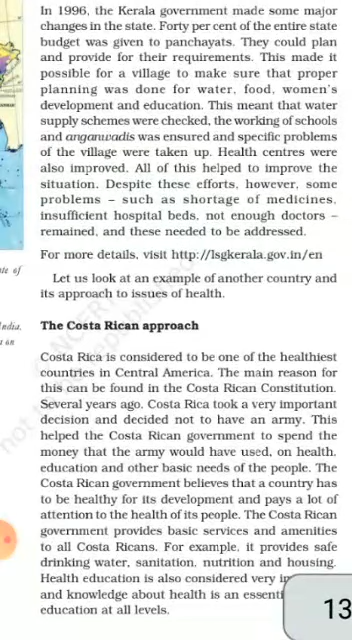 In 1996, the Kerala government made some major
changes in the state. Forty per cent of the entire state
budget was given to panchayats. They could plan
and provide for their requirements. This made it
possible for a village to make sure that proper
planning was done for water, food, women's
development and education. This meant that water
supply schemes were checked, the working of schools
and anganwadis was ensured and specific problems
of the village were taken up. Health centres were
also improved. All of this helped to improve the
situation. Despite these efforts, however, some
problems – such as shortage of medicines,
insufficient hospital beds, not enough doctors –
remained, and these needed to be addressed.
For more details, visit http://lsgkerala.gov.in/en
Let us look at an example of another country and
its approach to issues of health.
of
India.
The Costa Rican approach
Costa Rica is considered to be one of the healthiest
countries in Central America. The main reason for
this can be found in the Costa Rican Constitution.
Several years ago, Costa Rica took a very important
decision and decided not to have an army. This
helped the Costa Rican government to spend the
money that the army would have used, on health,
education and other basic needs of the people. The
Costa Rican government believes that a country has
to be healthy for its development and pays a lot of
attention to the health of its people. The Costa Rican
government provides basic services and amenities
to all Costa Ricans. For example, it provides safe
drinking water, sanitation, nutrition and housing.
Health education is also considered very
and knowledge about health is an
education at all levels.
13